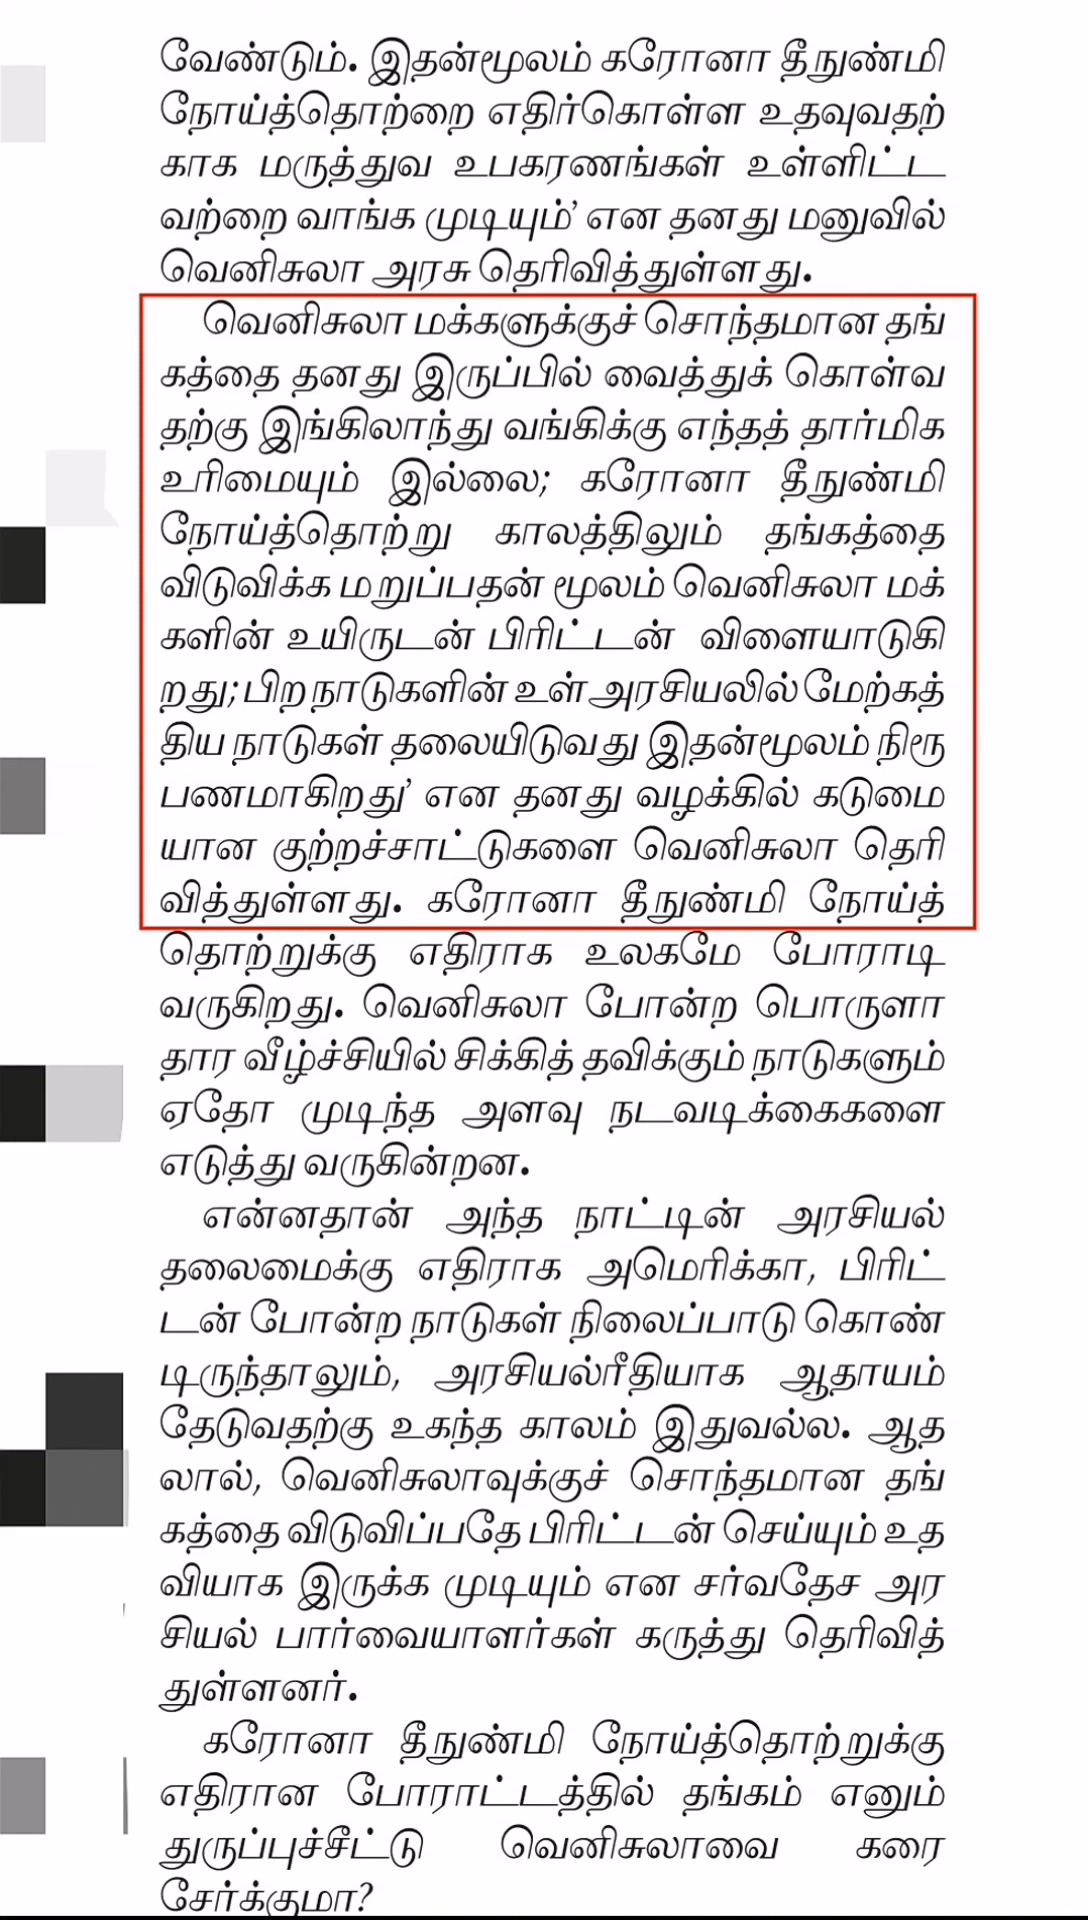 வேண்டும். இதன்மூலம் கரோனா தீநுண்மி
நோய்த்தொற்றை எதிர்கொள்ள உதவுவதற்
காக மருத்துவ உபகரணங்கள் உள்ளிட்ட
வற்றை வாங்க முடியும்' என தனது மனுவில்
வெனிசுலா அரசு தெரிவித்துள்ளது.
வெனிசுலா மக்களுக்குச் சொந்தமான தங்
கத்தை தனது இருப்பில் வைத்துக் கொள்வ
தற்கு இங்கிலாந்து வங்கிக்கு எந்தத் தார்மிக
உரிமையும் இல்லை; கரோனா தீநுண்மி
நோய்த்தொற்று காலத்திலும் தங்கத்தை
விடுவிக்க மறுப்பதன் மூலம் வெனிசுலா மக்
களின் உயிருடன் பிரிட்டன் விளையாடுகி
றது; பிற நாடுகளின் உள் அரசியலில் மேற்கத்
திய நாடுகள் தலையிடுவது இதன்மூலம் நிரூ
பணமாகிறது' என தனது வழக்கில் கடுமை
யான குற்றச்சாட்டுகளை வெனிசுலா தெரி
வித்துள்ளது. கரோனா தீநுண்மி நோய்த்
தொற்றுக்கு எதிராக உலகமே போராடி
வருகிறது. வெனிசுலா போன்ற பொருளா
தார வீழ்ச்சியில் சிக்கித் தவிக்கும் நாடுகளும்
ஏதோ முடிந்த அளவு நடவடிக்கைகளை
எடுத்து வருகின்றன.
என்னதான் அந்த நாட்டின் அரசியல்
தலைமைக்கு எதிராக அமெரிக்கா, பிரிட்
டன் போன்ற நாடுகள் நிலைப்பாடு கொண்
டிருந்தாலும், அரசியல்ரீதியாக ஆதாயம்
தேடுவதற்கு உகந்த காலம் இதுவல்ல. ஆத
லால், வெனிசுலாவுக்குச் சொந்தமான தங்
கத்தை விடுவிப்பதே பிரிட்டன் செய்யும் உத
வியாக இருக்க முடியும் என சர்வதேச அர
சியல் பார்வையாளர்கள் கருத்து தெரிவித்
துள்ளனர்.
கரோனா தீநுண்மி நோய்த்தொற்றுக்கு
எதிரான போராட்டத்தில் தங்கம் எனும்
துருப்புச்சீட்டு வெனிசுலாவை கரை
சேர்க்குமா?